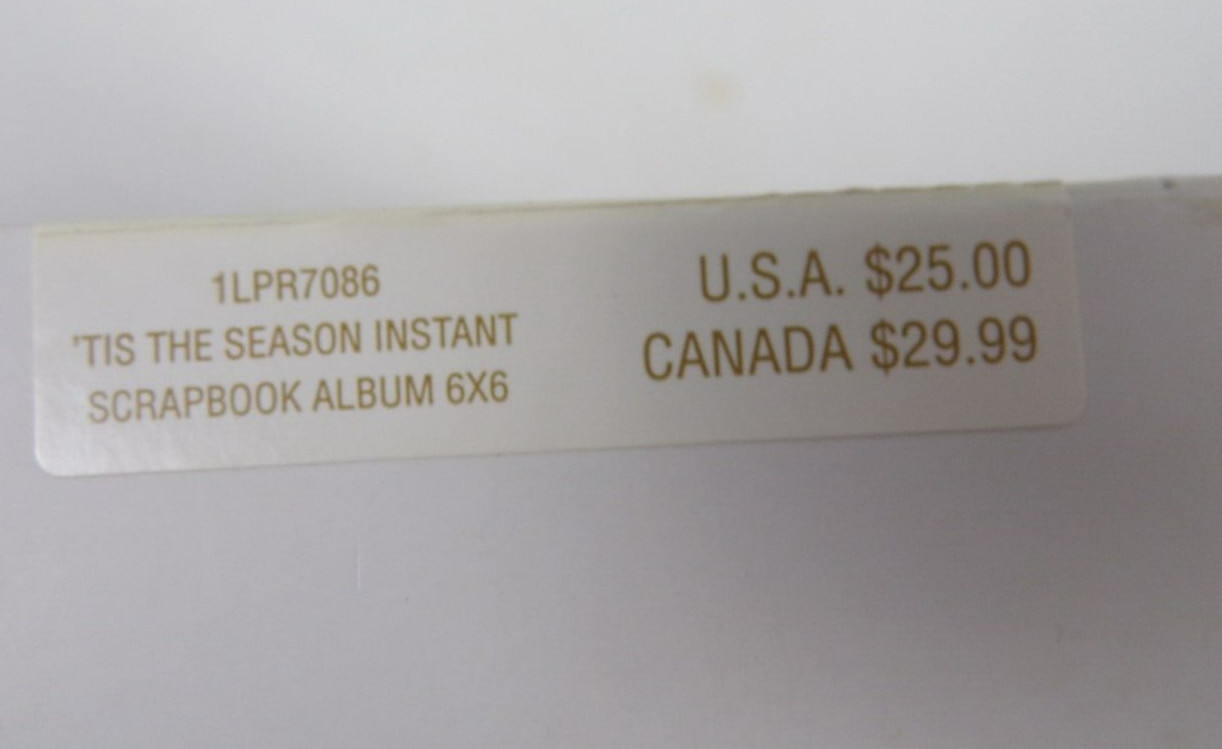 1LPR7086
'TIS THE SEASON INSTANT
SCRAPBOOK ALBUM 6X6
U.S.A. $25.00
CANADA $29.99